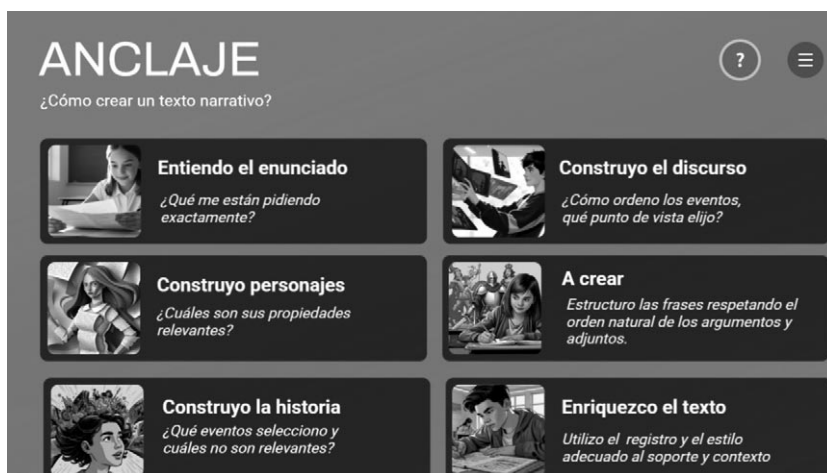 ANCLAJE
?
¿Cómo crear un texto narrativo?
Entiendo el enunciado
¿Qué me están pidiendo
exactamente?
Construyo personajes
¿Cuáles son sus propiedades
relevantes?
Construyo la historia
¿Qué eventos selecciono y
cuáles no son relevantes?
Construyo el discurso
¿Cómo ordeno los eventos,
qué punto de vista elijo?
A crear
Estructuro las frases respetando el
orden natural de los argumentos y
adjuntos.
Enriquezco el texto
Utilizo el registro y el estilo
adecuado al soporte y contexto